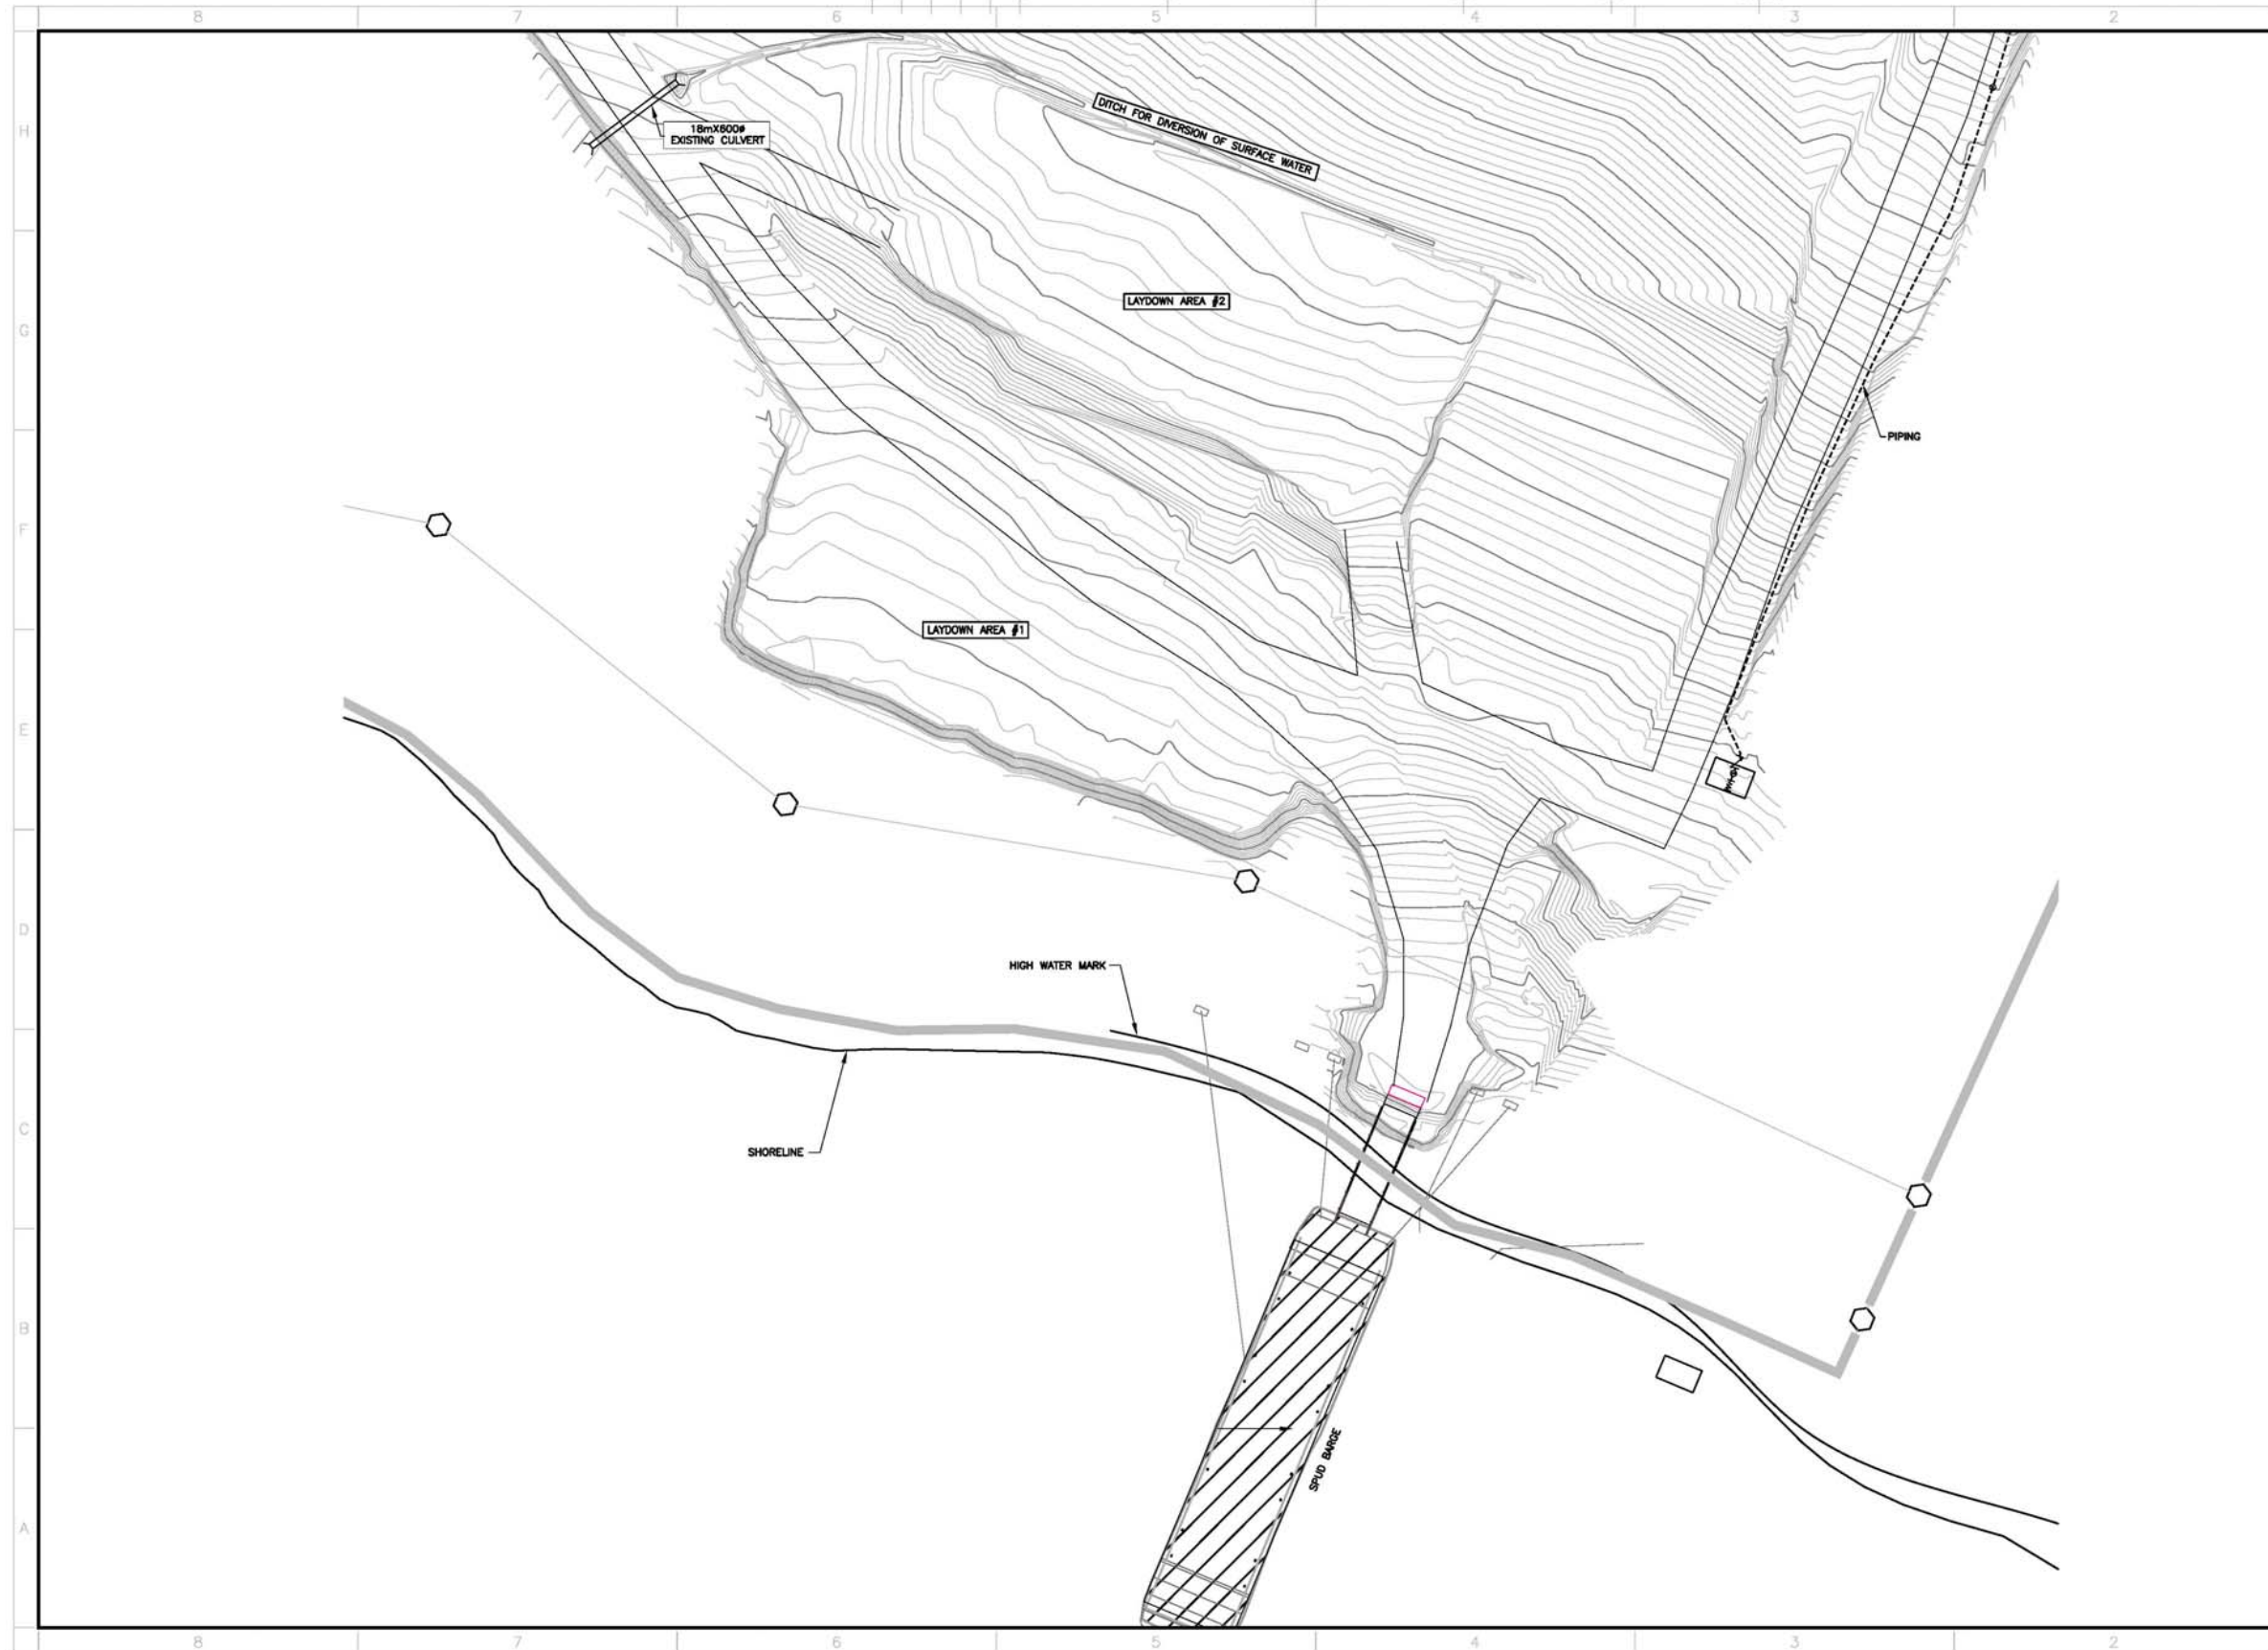 8 7 6 5 4 3 2
H
18mX600ø
EXISTING CULVERT
DITCH FOR DIVERSION OF SURFACE WATER
G
LAYDOWN AREA #2
PIPING
F
LAYDOWN AREA #1
E
D
HIGH WATER MARK
C
SHORELINE
B
SPUD BARGE
A
8 7 6 5 4 3 2